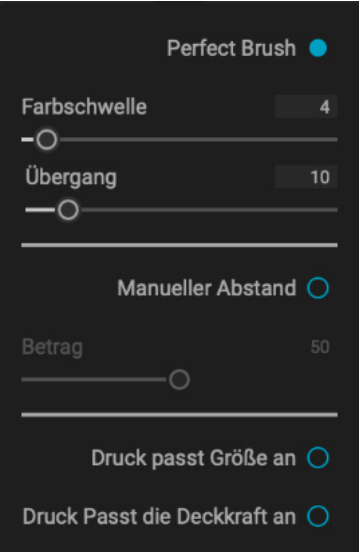 Perfect Brush
Farbschwelle 4
Übergang 10
Manueller Abstand
Betrag 50
Druck passt Größe an
Druck Passt die Deckkraft an